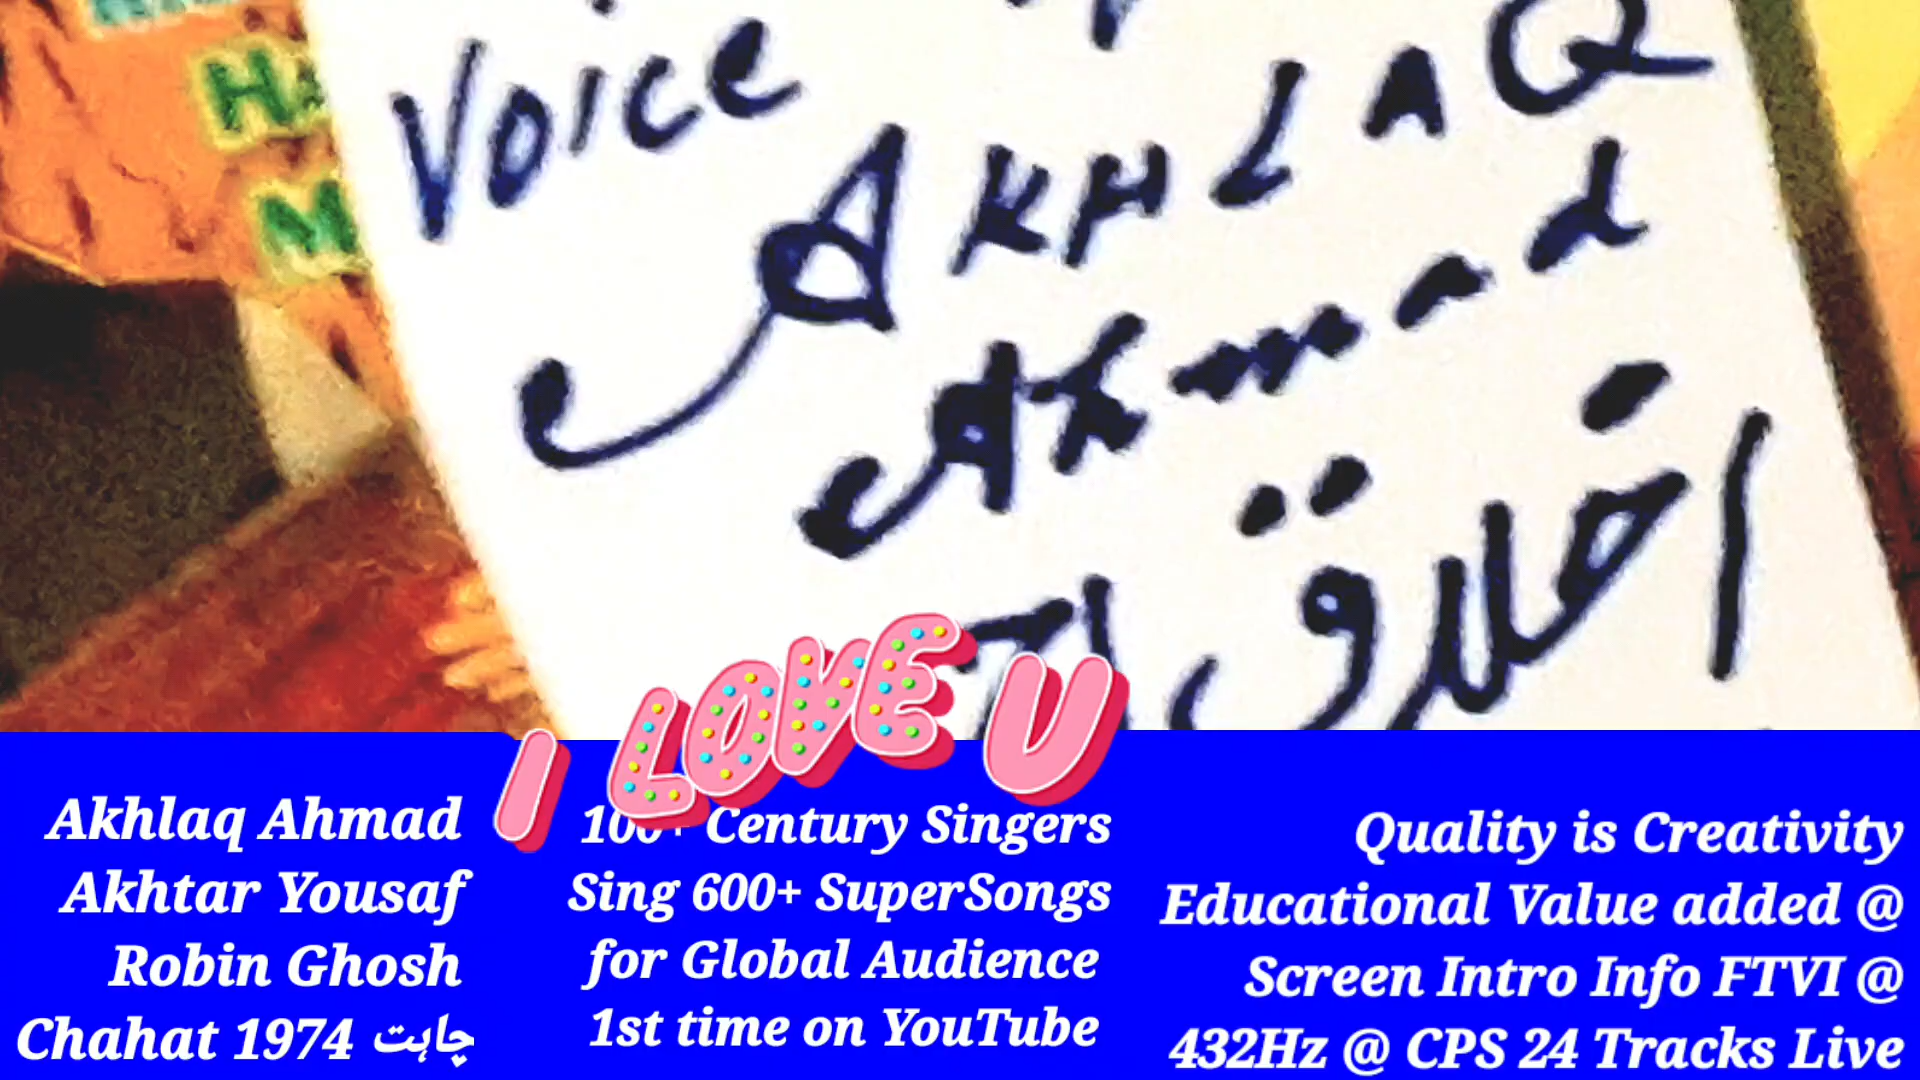 Voice
AKHLAQ
Ahmad
اخلاق
I LOVE U
Akhlaq Ahmad
Akhtar Yousaf
Robin Ghosh
Chahat 1974 چاہت
100+ Century Singers
Sing 600+ SuperSongs
for Global Audience
1st time on YouTube
Quality is Creativity
Educational Value added @
Screen Intro Info FTVI @
432Hz @ CPS 24 Tracks Live